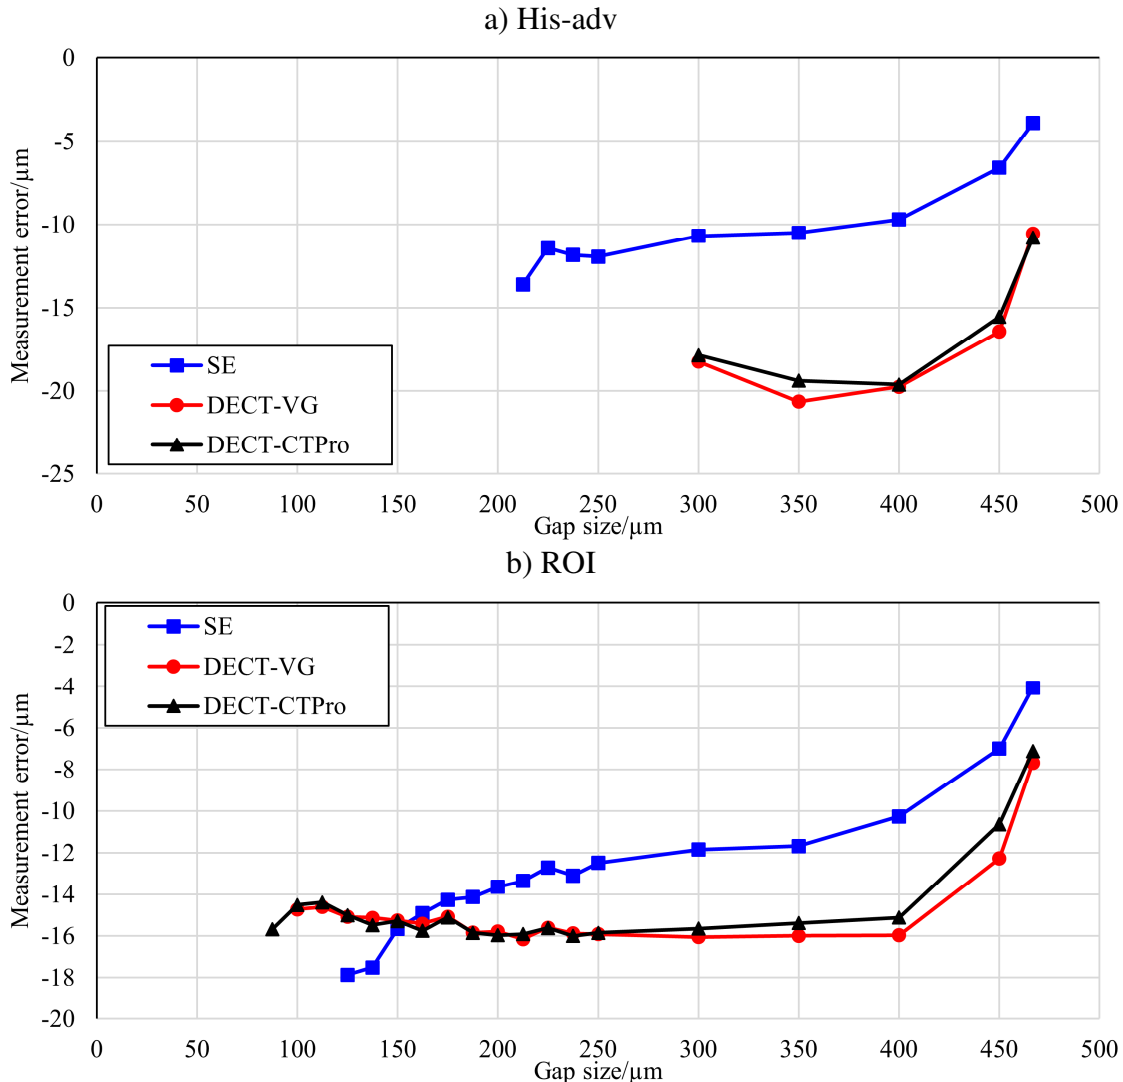 a) His-adv
0
-5
-10
-15
-20
-25
Measurement error/µm
SE
DECT-VG
DECT-CTPro
0 50 100 150 200 250 300 350 400 450 500
Gap size/µm
b) ROI
0
-2
-4
-6
-8
-10
-12
-14
-16
-18
-20
Measurement error/µm
SE
DECT-VG
DECT-CTPro
0 50 100 150 200 250 300 350 400 450 500
Gap size/µm